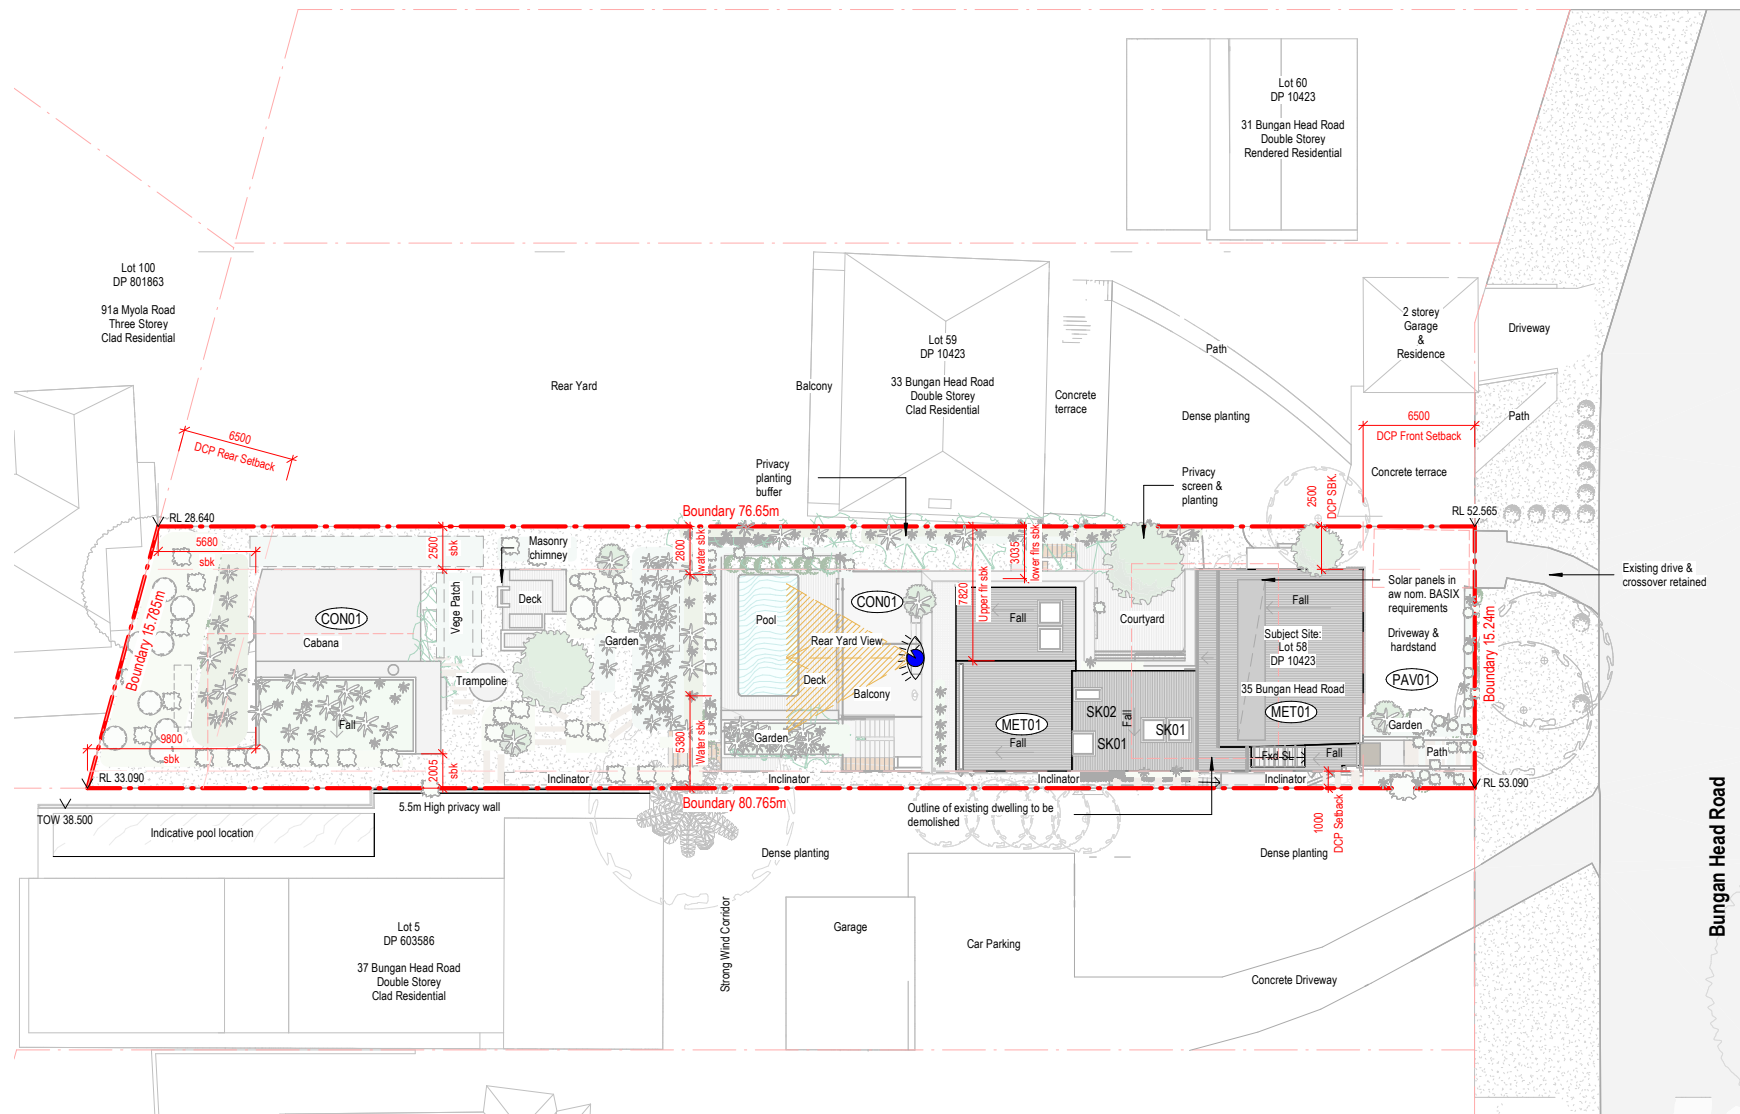 Lot 60
DP 10423
31 Bungan Head Road
Double Storey
Rendered Residential
Lot 100
DP 801863
91a Myola Road
Three Storey
Clad Residential
Rear Yard
Balcony
Lot 59
DP 10423
33 Bungan Head Road
Double Storey
Clad Residential
Concrete
terrace
Path
Dense planting
2 storey
Garage
&
Residence
Driveway
Path
6500
DCP Front Setback
Concrete terrace
6500
DCP Rear Setback
Privacy
planting
buffer
Privacy
screen &
planting
2500
DCP SBK.
RL 28.640
Boundary 76.65m
RL 52.565
5680
sbk
2500
sbk
Masonry
chimney
2800
water sbk
7820
Upper flr sbk
3035
lower flrs sbk
Existing drive &
crossover retained
Solar panels in
aw nom. BASIX
requirements
Boundary 15.785m
CON01
Cabana
Vege Patch
Deck
Garden
Trampoline
Pool
CON01
Rear Yard View
Deck
Balcony
Fall
Courtyard
Fall
Subject Site:
Lot 58
DP 10423
35 Bungan Head Road
MET01
Driveway &
hardstand
PAV01
Boundary 15.24m
Garden
Path
Fall
9800
sbk
2005
sbk
5380
Water sbk
Garden
MET01
Fall
SK02
Fall
SK01
SK01
Fxd SL
Fall
RL 33.090
Inclinator
Inclinator
Inclinator
Inclinator
RL 53.090
TOW 38.500
5.5m High privacy wall
Boundary 80.765m
Outline of existing dwelling to be
demolished
1000
DCP Setback
Indicative pool location
Dense planting
Dense planting
Lot 5
DP 603586
37 Bungan Head Road
Double Storey
Clad Residential
Strong Wind Corridor
Garage
Car Parking
Concrete Driveway
Bungan Head Road